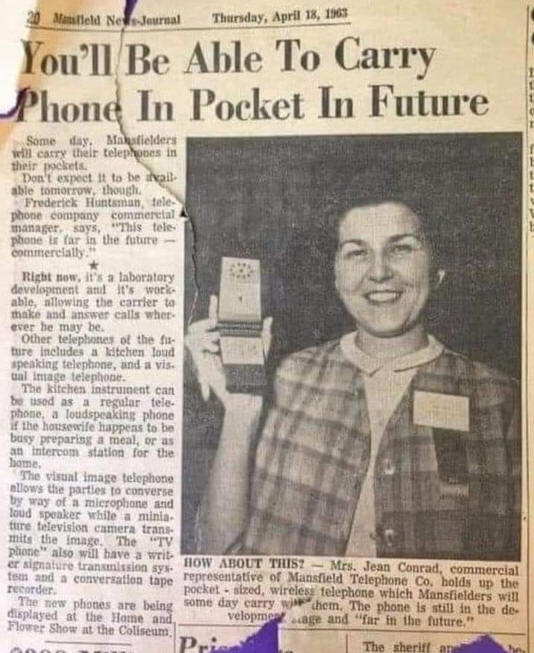 20 Mansfield News-Journal Thursday, April 18, 1963
You'll Be Able To Carry
Phone In Pocket In Future
Some day, Mansfielders
will carry their telephones in
their pockets.
Don't expect it to be avail-
able tomorrow, though.
Frederick Huntsman, tele-
phone company commercial
manager, says, "This tele-
phone is far in the future —
commercially."
★
Right now, it's a laboratory
development and it's work-
able, allowing the carrier to
make and answer calls wher-
ever he may be.
Other telephones of the fu-
ture includes a kitchen loud
speaking telephone, and a vis-
ual image telephone.
The kitchen instrument can
be used as a regular tele-
phone, a loudspeaking phone
if the housewife happens to be
busy preparing a meal, or as
an intercom station for the
home.
The visual image telephone
allows the parties to converse
by way of a microphone and
loud speaker while a minia-
ture television camera trans-
mits the image. The "TV
phone" also will have a writ-
er signature transmission sys-
tem and a conversation tape
recorder.
The new phones are being
displayed at the Home and
Flower Show at the Coliseum.
HOW ABOUT THIS? — Mrs. Jean Conrad, commercial
representative of Mansfield Telephone Co. holds up the
pocket - sized, wireless telephone which Mansfielders will
some day carry with them. The phone is still in the de-
velopment stage and "far in the future."
The sheriff